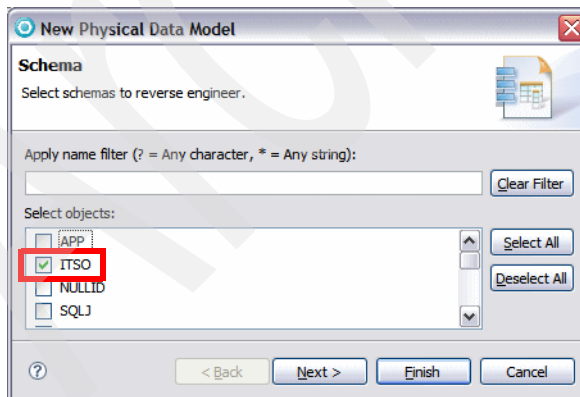 New Physical Data Model
Schema
Select schemas to reverse engineer.
Apply name filter (? = Any character, * = Any string):
Clear Filter
Select objects:
APP
ITSO
NULLID
SQLJ
Select All
Deselect All
?
< Back
Next >
Finish
Cancel